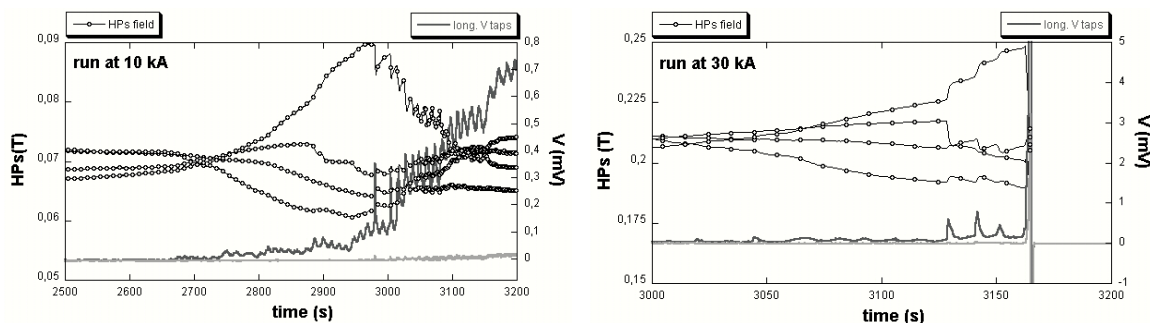 HPs field
long. V taps
0,09
0,8
run at 10 kA
0,7
0,6
0,08
0,5
HPs(T)
0,07
0,4
V (mV)
0,3
0,2
0,06
0,1
0
0,05
2500 2600 2700 2800 2900 3000 3100 3200
time (s)
HPs field
long. V taps
0,25
5
run at 30 kA
4
0,225
3
HPs (T)
0,2
2
V (mV)
1
0,175
0
0,15
-1
3000 3050 3100 3150 3200
time (s)